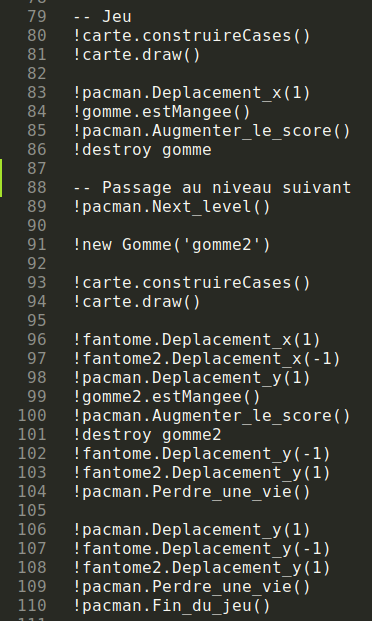 79 -- Jeu
80 !carte.construireCases()
81 !carte.draw()
82
83 !pacman.Deplacement_x(1)
84 !gomme.estMangee()
85 !pacman.Augmenter_le_score()
86 !destroy gomme
87
88 -- Passage au niveau suivant
89 !pacman.Next_level()
90
91 !new Gomme('gomme2')
92
93 !carte.construireCases()
94 !carte.draw()
95
96 !fantome.Deplacement_x(1)
97 !fantome2.Deplacement_x(-1)
98 !pacman.Deplacement_y(1)
99 !gomme2.estMangee()
100 !pacman.Augmenter_le_score()
101 !destroy gomme2
102 !fantome.Deplacement_y(-1)
103 !fantome2.Deplacement_y(1)
104 !pacman.Perdre_une_vie()
105
106 !pacman.Deplacement_y(1)
107 !fantome.Deplacement_y(-1)
108 !fantome2.Deplacement_y(1)
109 !pacman.Perdre_une_vie()
110 !pacman.Fin_du_jeu()